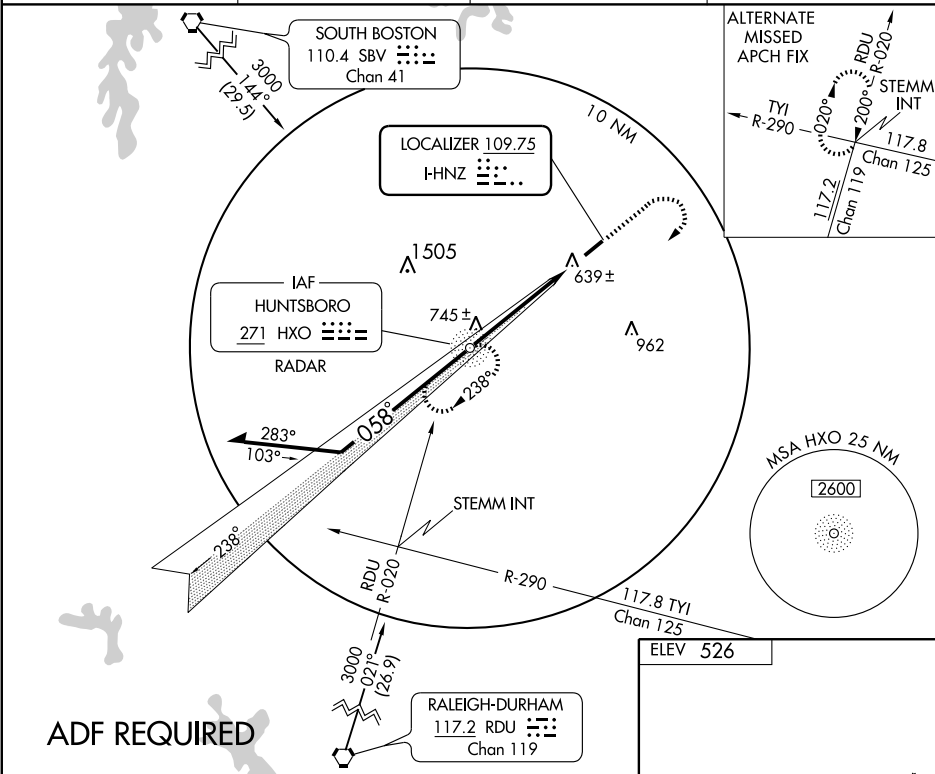 SOUTH BOSTON
110.4 SBV
Chan 41
3000
144°
(29.5)
10 NM
LOCALIZER 109.75
I-HNZ
1505
639±
IAF
HUNTSBORO
271 HXO
RADAR
745±
962
238°
058°
283°
103°
238°
STEMM INT
RDU
R-020
R-290
117.8 TYI
Chan 125
3000
021°
(26.9)
RALEIGH-DURHAM
117.2 RDU
Chan 119
ADF REQUIRED
ALTERNATE
MISSED
APCH FIX
RDU
R-020
STEMM
INT
TYI
R-290
020°
200°
117.8
Chan 125
117.2
Chan 119
MSA HXO 25 NM
2600
ELEV 526